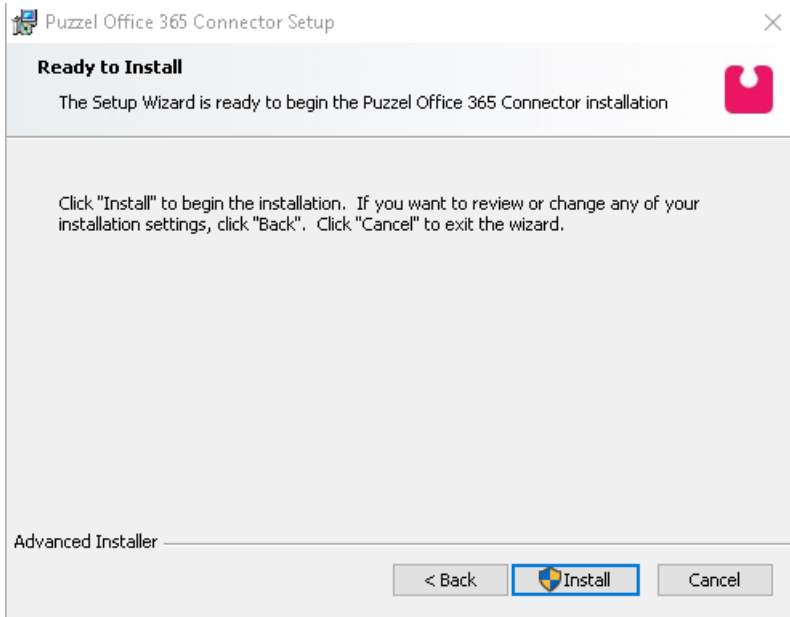 Puzzel Office 365 Connector Setup
Ready to Install
The Setup Wizard is ready to begin the Puzzel Office 365 Connector installation
Click "Install" to begin the installation.  If you want to review or change any of your
installation settings, click "Back".  Click "Cancel" to exit the wizard.
Advanced Installer
< Back
Install
Cancel